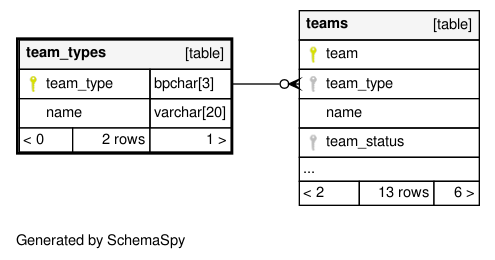 team_types [table]
team_type bpchar[3]
name varchar[20]
< 0 2 rows 1 >
teams [table]
team
team_type
name
team_status
...
< 2 13 rows 6 >
Generated by SchemaSpy